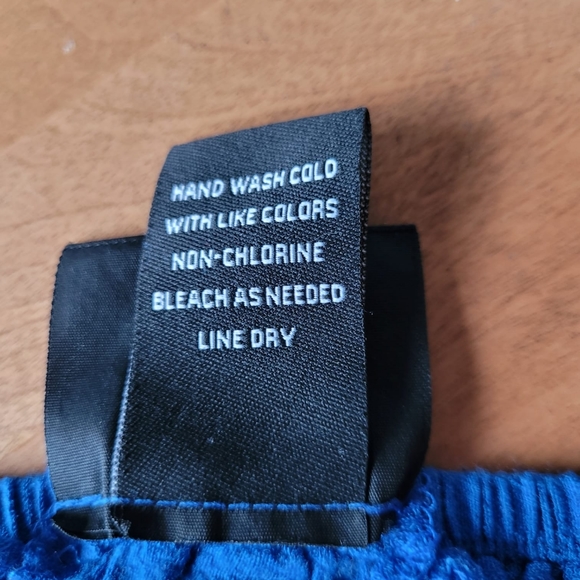 HAND WASH COLD
WITH LIKE COLORS
NON-CHLORINE
BLEACH AS NEEDED
LINE DRY